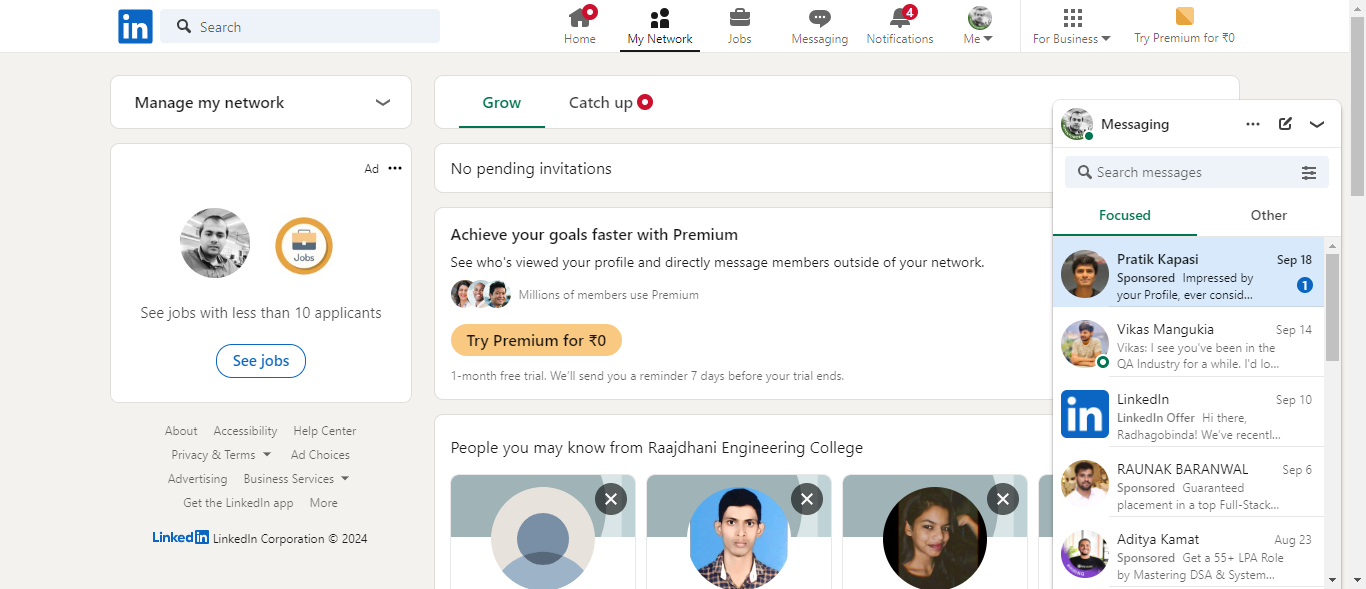 in
Search
Home
My Network
Jobs
Messaging
4
Notifications
Me
For Business
Try Premium for ₹0
Manage my network
Ad
Jobs
See jobs with less than 10 applicants
See jobs
About Accessibility Help Center
Privacy & Terms Ad Choices
Advertising Business Services
Get the LinkedIn app More
LinkedIn LinkedIn Corporation © 2024
Grow Catch up
No pending invitations
Achieve your goals faster with Premium
See who's viewed your profile and directly message members outside of your network.
Millions of members use Premium
Try Premium for ₹0
1-month free trial. We'll send you a reminder 7 days before your trial ends.
People you may know from Raajdhani Engineering College
Messaging
Search messages
Focused Other
Pratik Kapasi Sep 18
Sponsored Impressed by
your Profile, ever consid... 1
Vikas Mangukia Sep 14
Vikas: I see you've been in the
QA Industry for a while. I'd lo...
in
LinkedIn Sep 10
LinkedIn Offer Hi there,
Radhagobinda! We've recentl...
RAUNAK BARANWAL Sep 6
Sponsored Guaranteed
placement in a top Full-Stack...
Aditya Kamat Aug 23
Sponsored Get a 55+ LPA Role
by Mastering DSA & System...